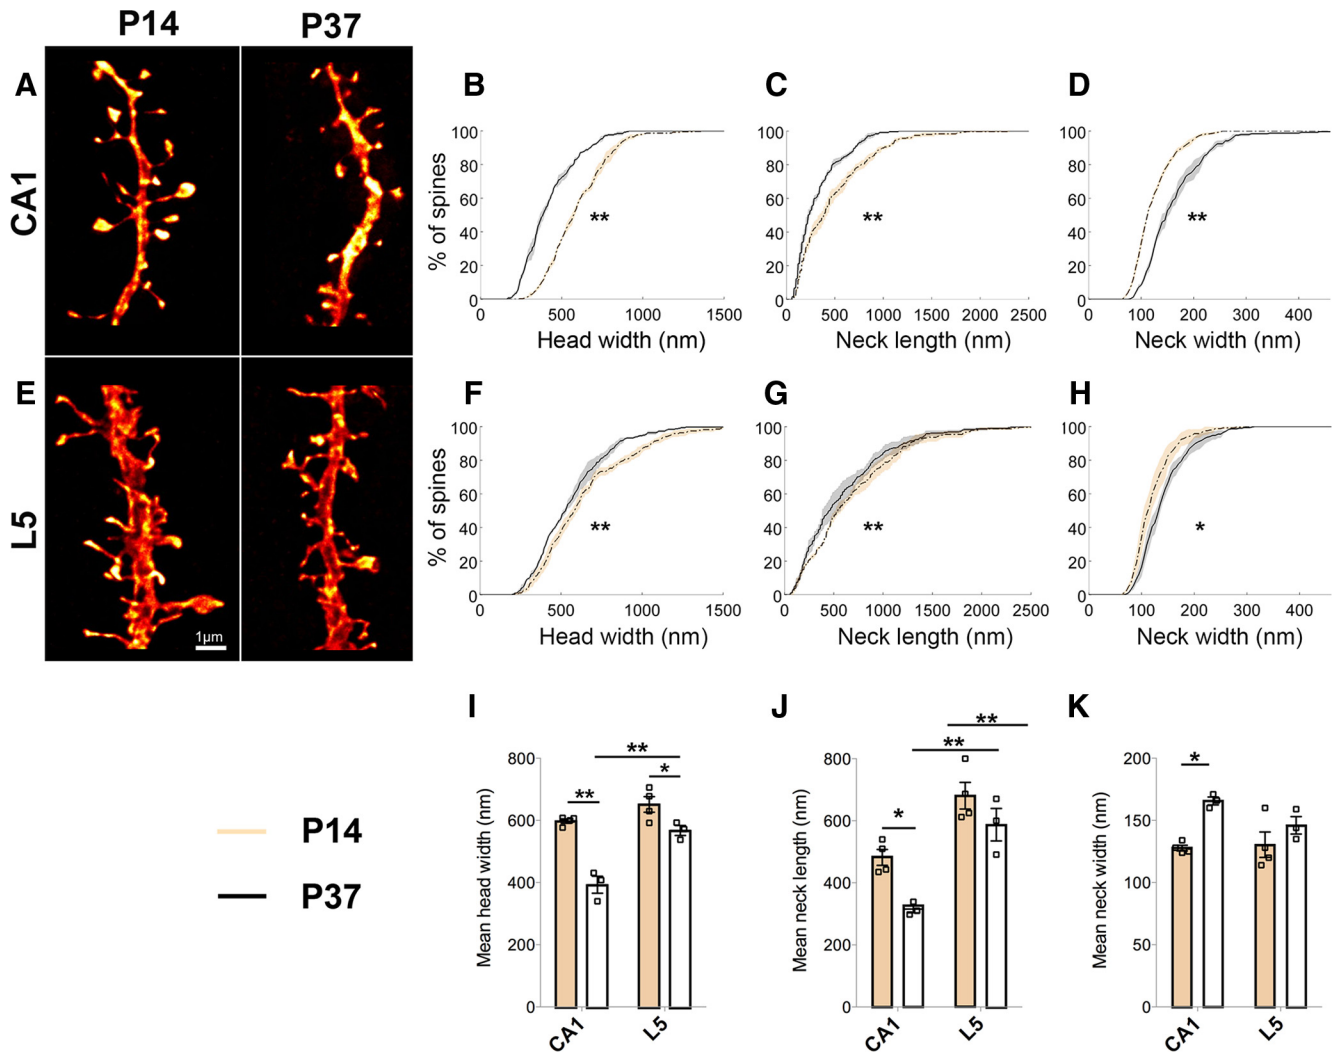 P14 P37
A B C D
CA1
% of spines
100 100 100
80 80 80
60 60 60
40 40 40
20 20 20
0 0 0
** ** **
0 500 1000 1500 0 500 1000 1500 2000 2500 0 100 200 300 400
Head width (nm) Neck length (nm) Neck width (nm)
E F G H
L5
1µm
% of spines
100 100 100
80 80 80
60 60 60
40 40 40
20 20 20
0 0 0
** ** *
0 500 1000 1500 0 500 1000 1500 2000 2500 0 100 200 300 400
Head width (nm) Neck length (nm) Neck width (nm)
P14
P37
I
Mean head width (nm)
800
600
400
200
0
**
*
**
CA1 L5
J
Mean neck length (nm)
800
600
400
200
0
**
**
*
CA1 L5
K
Mean neck width (nm)
200
150
100
50
0
*
CA1 L5